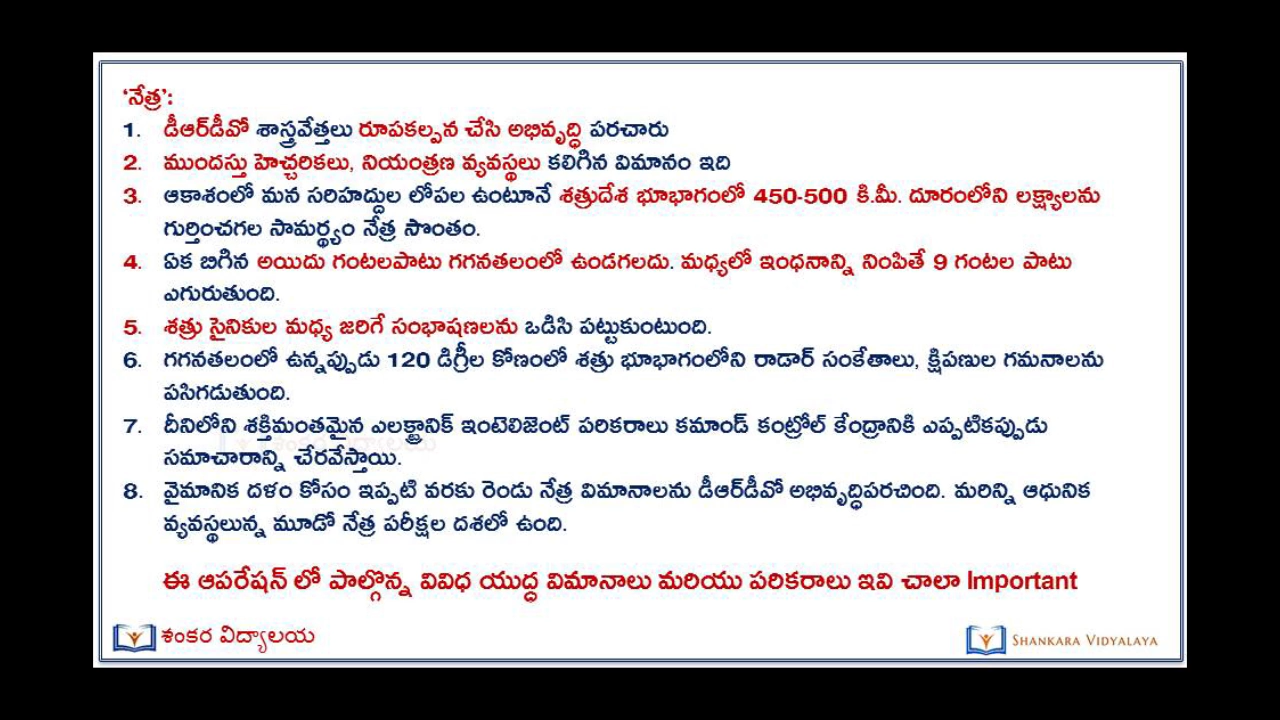 ‘నేత్ర’:
1. డీఆర్‌డీవో శాస్త్రవేత్తలు రూపకల్పన చేసి అభివృద్ధి పరచారు
2. ముందస్తు హెచ్చరికలు, నియంత్రణ వ్యవస్థలు కలిగిన విమానం ఇది
3. ఆకాశంలో మన సరిహద్దుల లోపల ఉంటూనే శత్రుదేశ భూభాగంలో 450-500 కి.మీ. దూరంలోని లక్ష్యాలను
గుర్తించగల సామర్థ్యం నేత్ర సొంతం.
4. ఏక బిగిన అయిదు గంటలపాటు గగనతలంలో ఉండగలదు. మధ్యలో ఇంధనాన్ని నింపితే 9 గంటల పాటు
ఎగురుతుంది.
5. శత్రు సైనికుల మధ్య జరిగే సంభాషణలను ఒడిసి పట్టుకుంటుంది.
6. గగనతలంలో ఉన్నప్పుడు 120 డిగ్రీల కోణంలో శత్రు భూభాగంలోని రాడార్ సంకేతాలు, క్షిపణుల గమనాలను
పసిగడుతుంది.
7. దీనిలోని శక్తిమంతమైన ఎలక్ట్రానిక్ ఇంటెలిజెంట్ పరికరాలు కమాండ్ కంట్రోల్ కేంద్రానికి ఎప్పటికప్పుడు
సమాచారాన్ని చేరవేస్తాయి.
8. వైమానిక దళం కోసం ఇప్పటి వరకు రెండు నేత్ర విమానాలను డీఆర్‌డీవో అభివృద్ధిపరచింది. మరిన్ని ఆధునిక
వ్యవస్థలున్న మూడో నేత్ర పరీక్షల దశలో ఉంది.
ఈ ఆపరేషన్ లో పాల్గొన్న వివిధ యుద్ధ విమానాలు మరియు పరికరాలు ఇవి చాలా Important
శంకర విద్యాలయ
SHANKARA VIDYALAYA